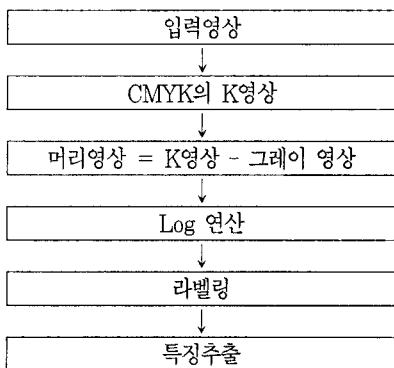 입력영상
CMYK의 K영상
머리영상 = K영상 - 그레이 영상
Log 연산
라벨링
특징추출